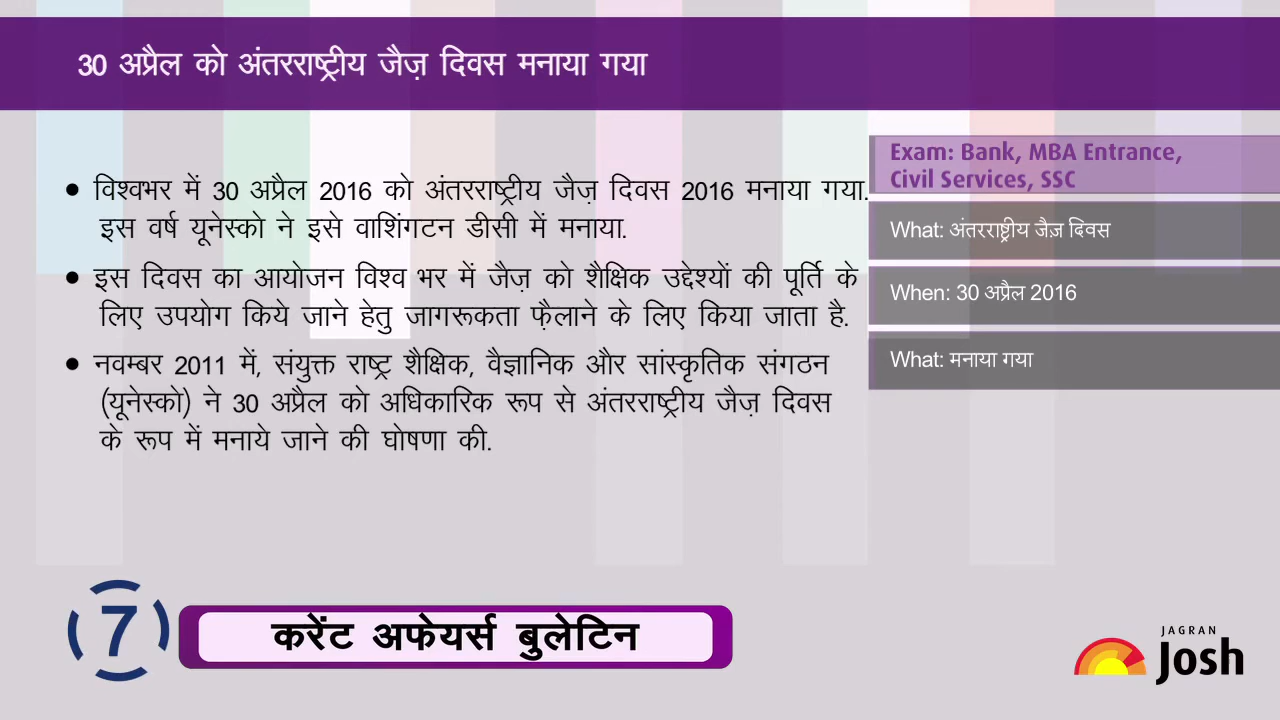 30 अप्रैल को अंतरराष्ट्रीय जैज़ दिवस मनाया गया
• विश्वभर में 30 अप्रैल 2016 को अंतरराष्ट्रीय जैज़ दिवस 2016 मनाया गया.
इस वर्ष यूनेस्को ने इसे वाशिंगटन डीसी में मनाया.
• इस दिवस का आयोजन विश्व भर में जैज़ को शैक्षिक उद्देश्यों की पूर्ति के
लिए उपयोग किये जाने हेतु जागरूकता फ़ैलाने के लिए किया जाता है.
• नवम्बर 2011 में, संयुक्त राष्ट्र शैक्षिक, वैज्ञानिक और सांस्कृतिक संगठन
(यूनेस्को) ने 30 अप्रैल को अधिकारिक रूप से अंतरराष्ट्रीय जैज़ दिवस
के रूप में मनाये जाने की घोषणा की.
Exam: Bank, MBA Entrance,
Civil Services, SSC
What: अंतरराष्ट्रीय जैज़ दिवस
When: 30 अप्रैल 2016
What: मनाया गया
7
करेंट अफेयर्स बुलेटिन
JAGRAN
Josh